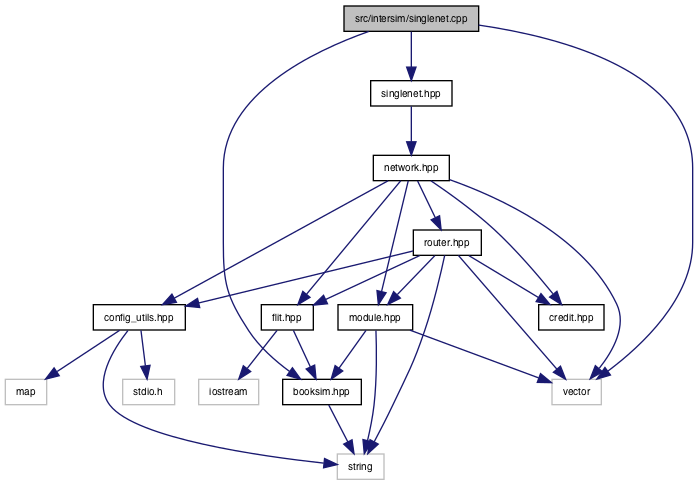 src/intersim/singlenet.cpp
singlenet.hpp
network.hpp
router.hpp
config_utils.hpp
flit.hpp
module.hpp
credit.hpp
map
stdio.h
iostream
booksim.hpp
vector
string